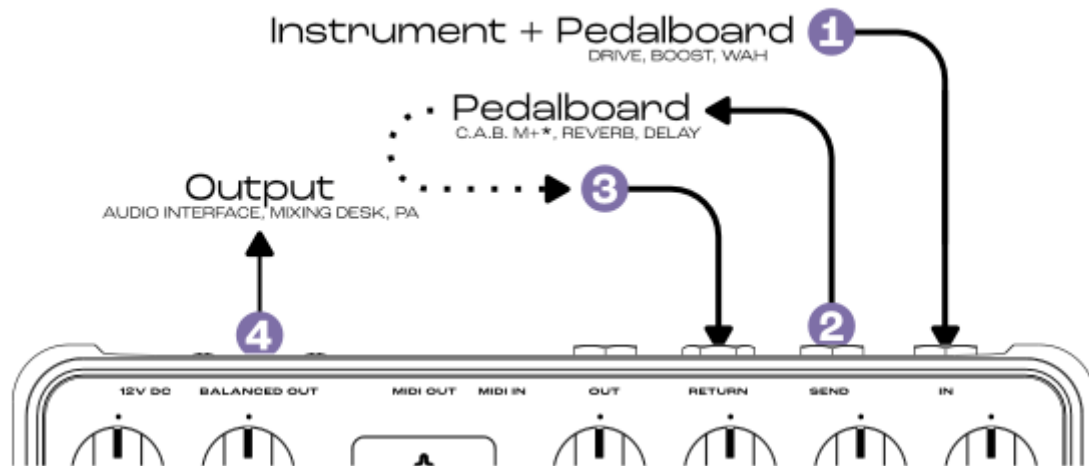 Instrument + Pedalboard 1
DRIVE, BOOST, WAH
Pedalboard
C.A.B. M+*, REVERB, DELAY
3
Output
AUDIO INTERFACE, MIXING DESK, PA
4
2
12V DC BALANCED OUT MIDI OUT MIDI IN OUT RETURN SEND IN